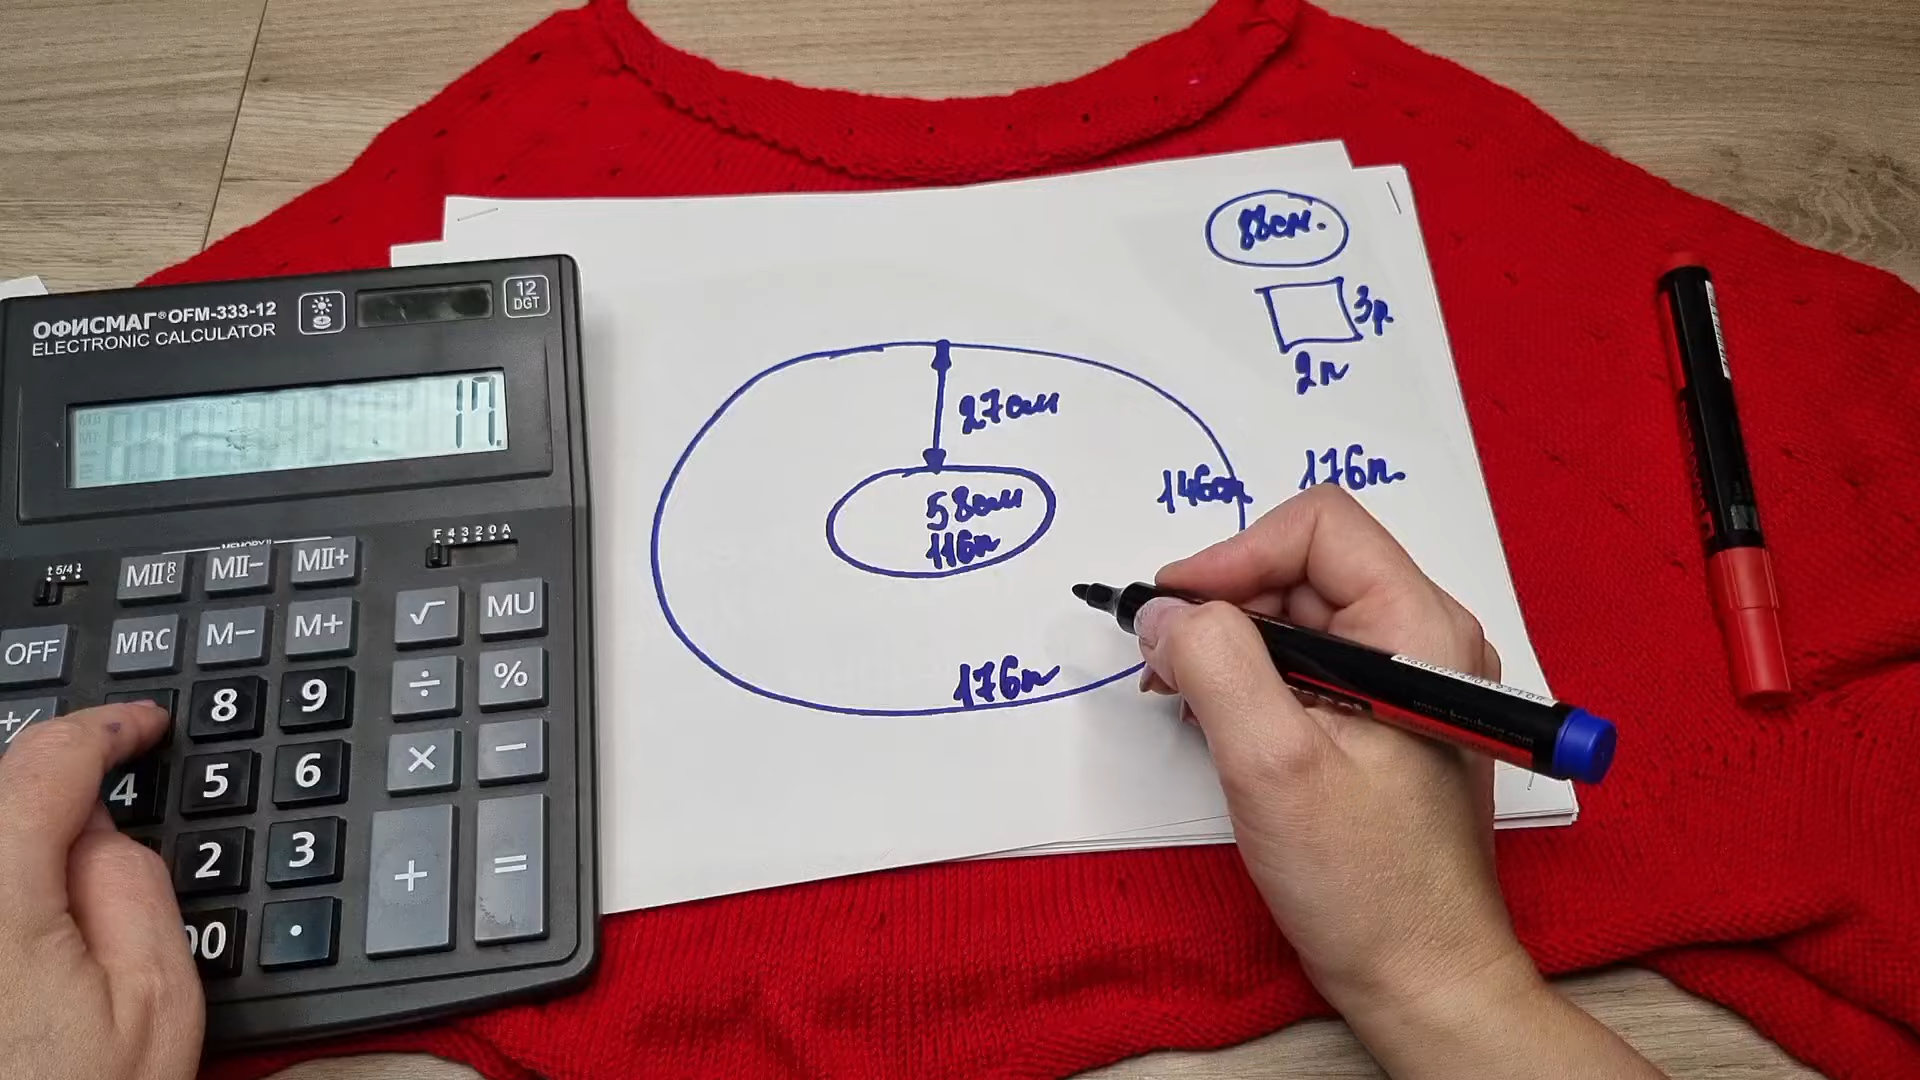 ОФИСМАГ® OFM-333-12
ELECTRONIC CALCULATOR
12
DGT
17.
F 4 3 2 0 A
MII RC
MII−
MII+
OFF
MRC
M−
M+
√
MU
+/
8
9
÷
%
4
5
6
×
−
2
3
+
=
00
.
88см.
3р
2п
27см
58см
116п
176п.
176п